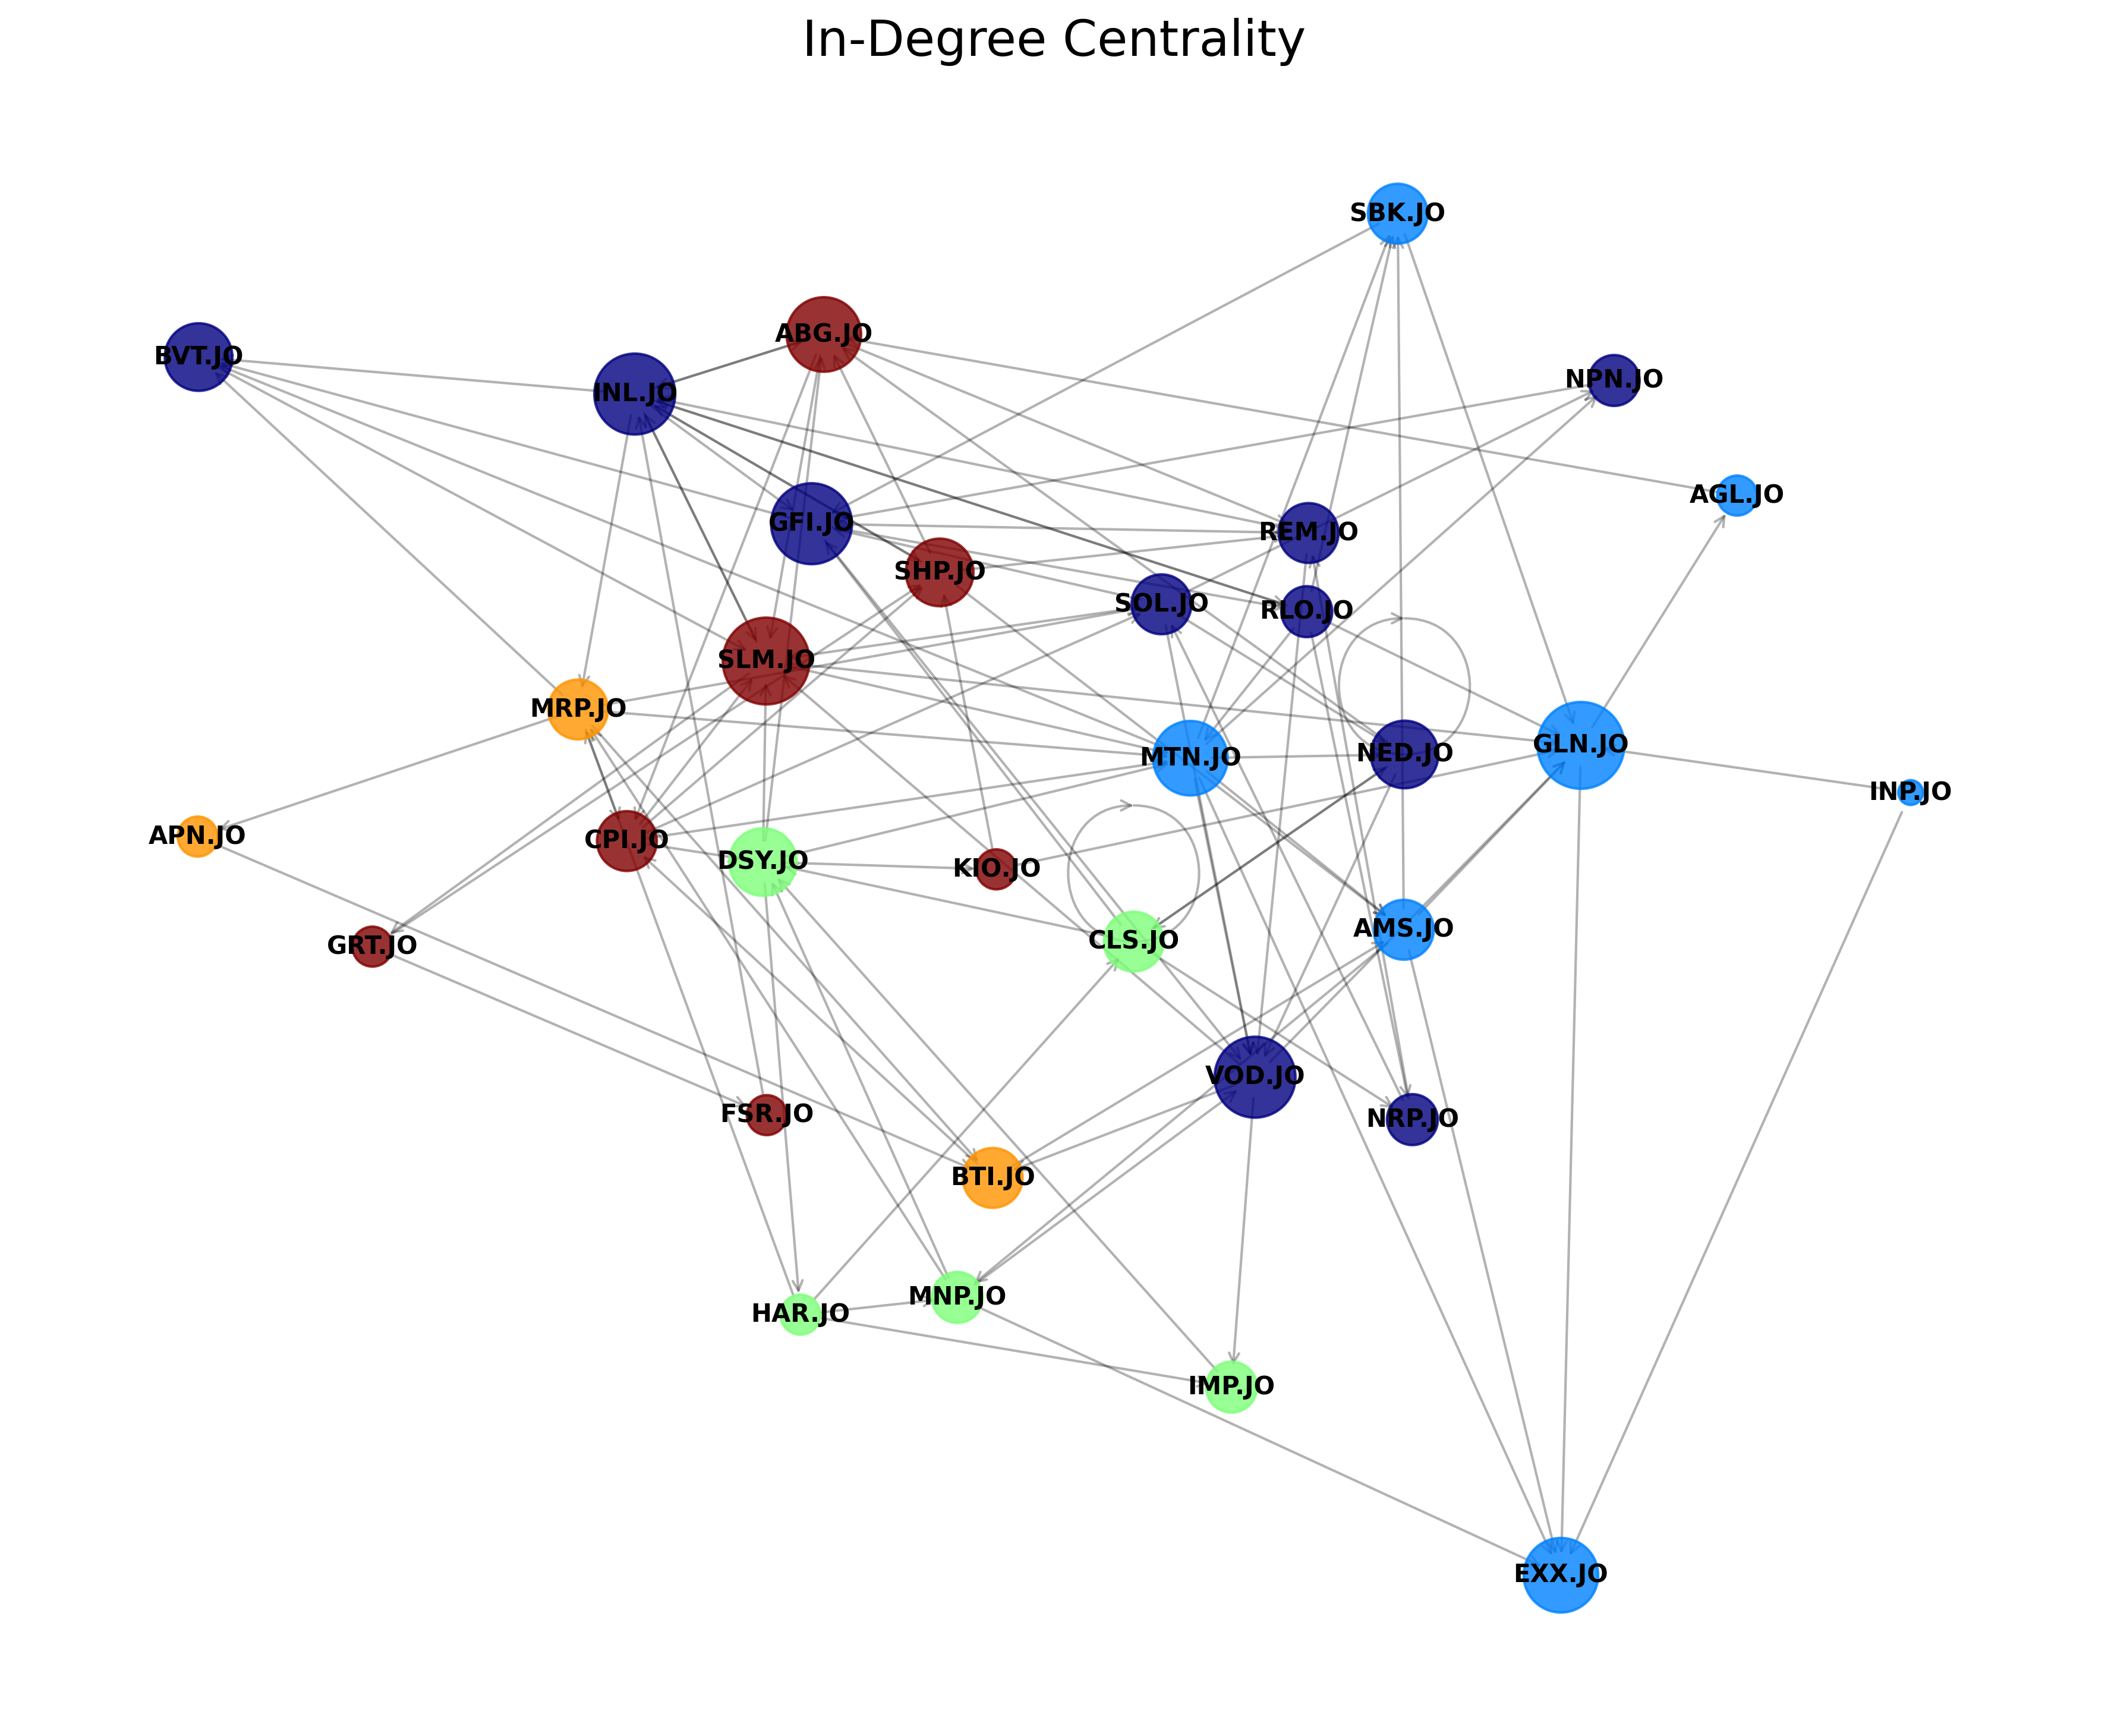 In-Degree Centrality
SBK.JO
ABG.JO
BVT.JO
NPN.JO
INL.JO
AGL.JO
GFI.JO
REM.JO
SHP.JO
SOL.JO
RLO.JO
SLM.JO
MRP.JO
GLN.JO
NED.JO
MTN.JO
INP.JO
APN.JO
CPI.JO
DSY.JO
KIO.JO
AMS.JO
CLS.JO
GRT.JO
VOD.JO
FSR.JO
NRP.JO
BTI.JO
MNP.JO
HAR.JO
IMP.JO
EXX.JO